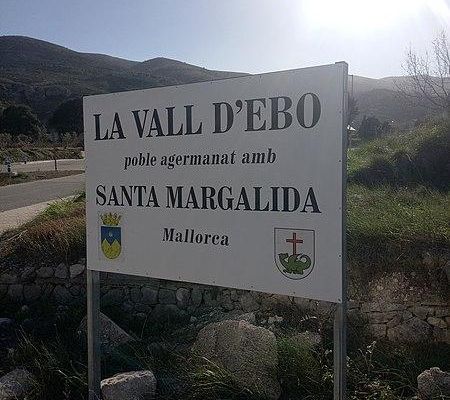 LA VALL D'EBO
poble agermanat amb
SANTA MARGALIDA
Mallorca